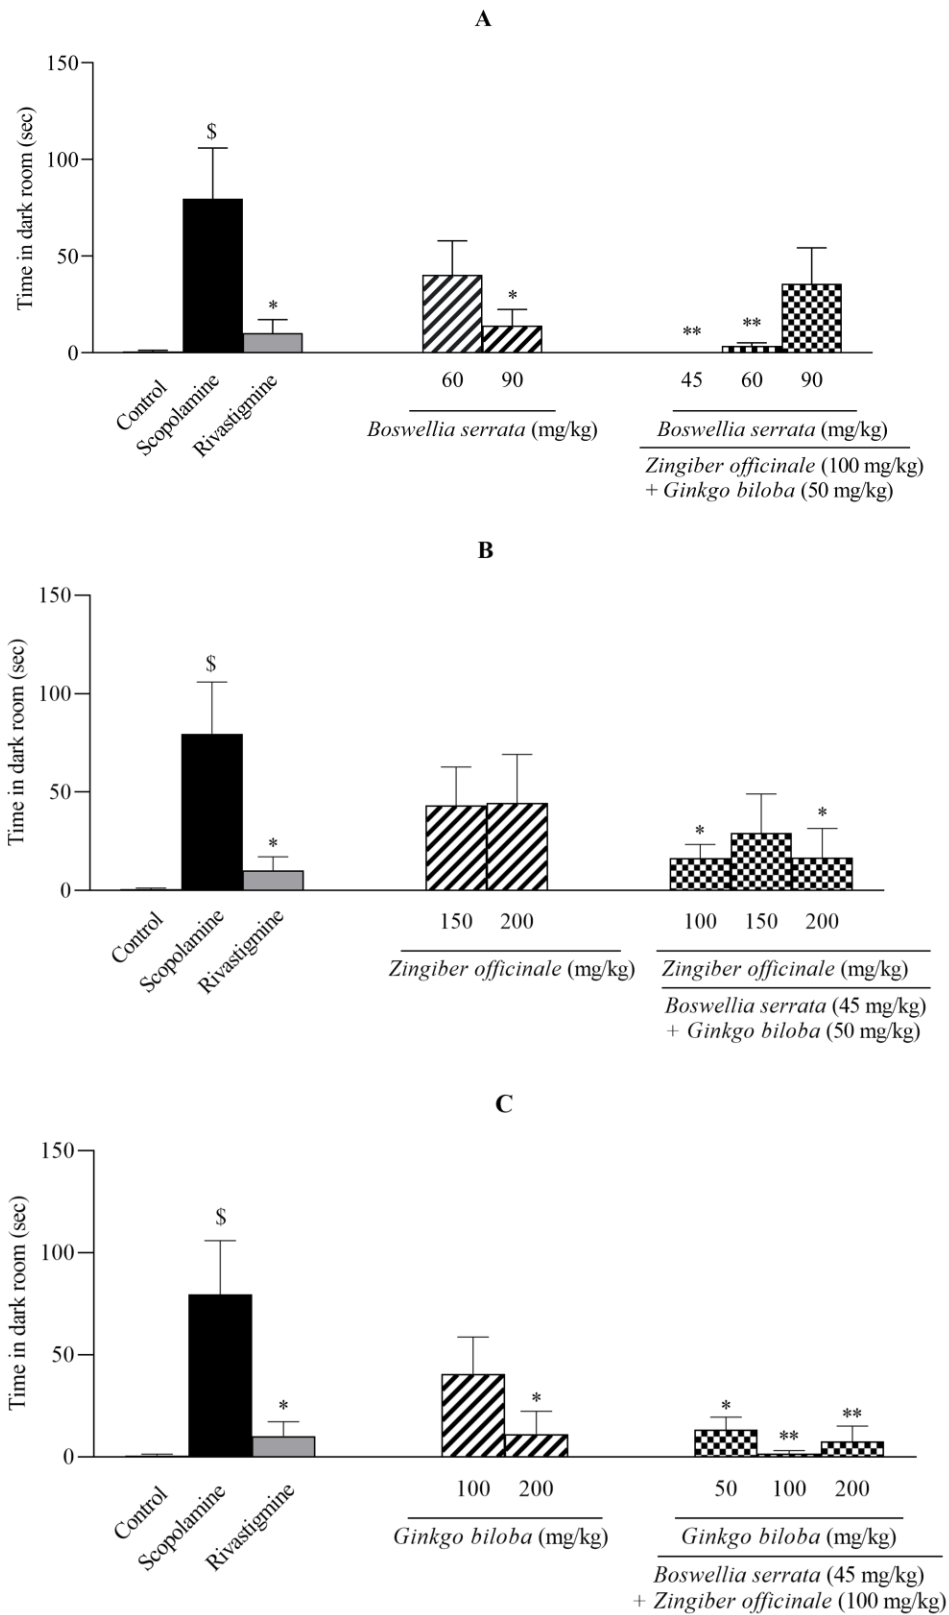 A
150
100
50
0
Time in dark room (sec)
$
*
*
**
**
Control
Scopolamine
Rivastigmine
60 90
45 60 90
Boswellia serrata (mg/kg)
Boswellia serrata (mg/kg)
Zingiber officinale (100 mg/kg)
+ Ginkgo biloba (50 mg/kg)
B
150
100
50
0
Time in dark room (sec)
$
*
*
*
Control
Scopolamine
Rivastigmine
150 200
100 150 200
Zingiber officinale (mg/kg)
Zingiber officinale (mg/kg)
Boswellia serrata (45 mg/kg)
+ Ginkgo biloba (50 mg/kg)
C
150
100
50
0
Time in dark room (sec)
$
*
*
*
**
**
Control
Scopolamine
Rivastigmine
100 200
50 100 200
Ginkgo biloba (mg/kg)
Ginkgo biloba (mg/kg)
Boswellia serrata (45 mg/kg)
+ Zingiber officinale (100 mg/kg)